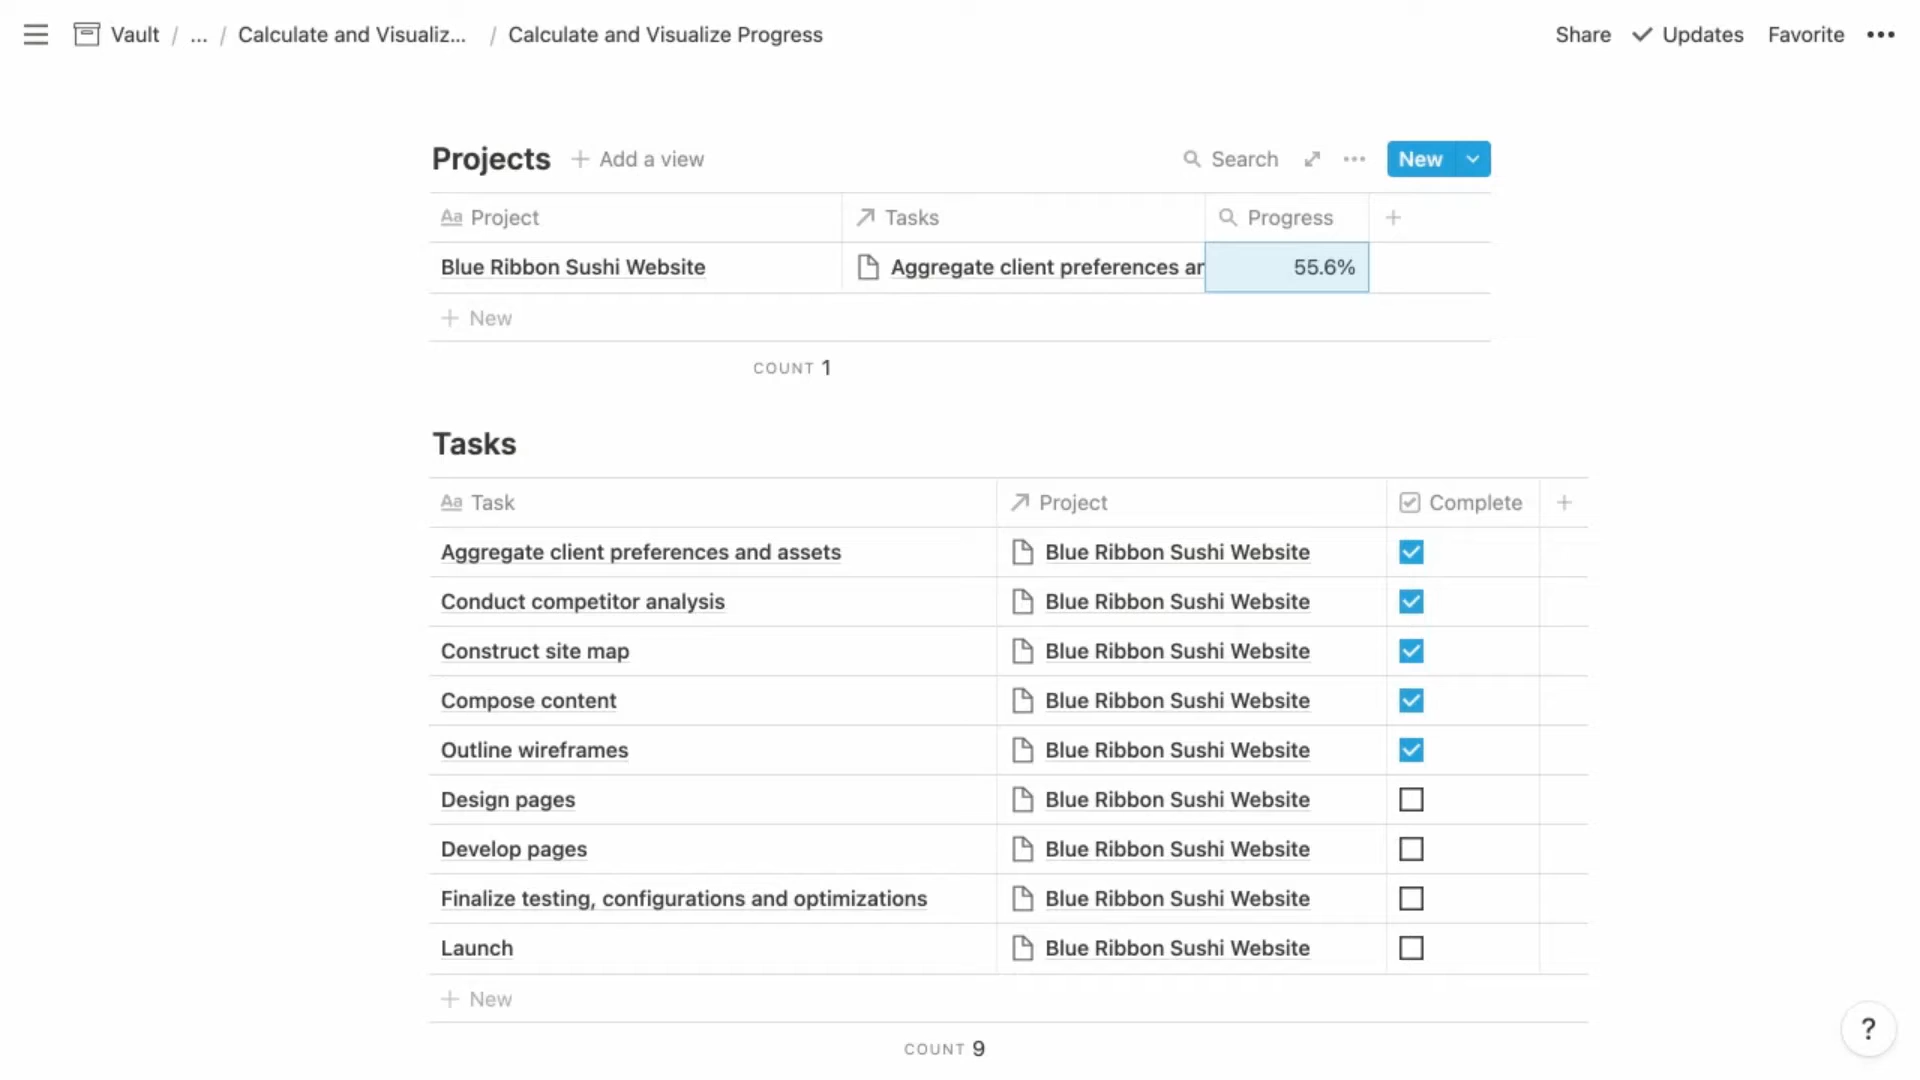 Vault / ... / Calculate and Visualiz... / Calculate and Visualize Progress Share Updates Favorite
Projects Add a view Search New
Aa Project Tasks Progress
Blue Ribbon Sushi Website Aggregate client preferences ar 55.6%
New
COUNT 1
Tasks
Aa Task Project Complete
Aggregate client preferences and assets Blue Ribbon Sushi Website
Conduct competitor analysis Blue Ribbon Sushi Website
Construct site map Blue Ribbon Sushi Website
Compose content Blue Ribbon Sushi Website
Outline wireframes Blue Ribbon Sushi Website
Design pages Blue Ribbon Sushi Website
Develop pages Blue Ribbon Sushi Website
Finalize testing, configurations and optimizations Blue Ribbon Sushi Website
Launch Blue Ribbon Sushi Website
New
COUNT 9
?